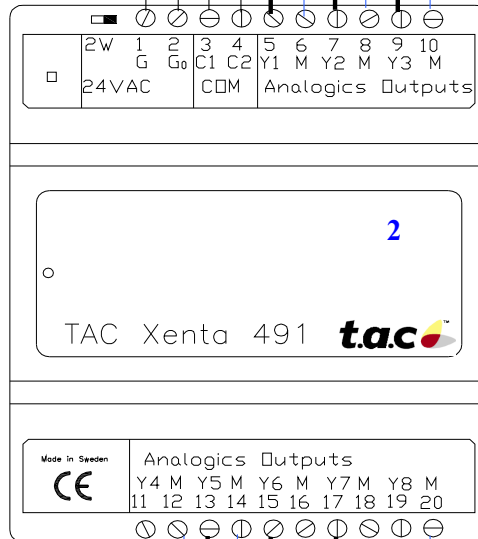 2W 1 2 3 4 5 6 7 8 9 10
G G₀ C1 C2 Y1 M Y2 M Y3 M
24VAC COM Analogics Outputs
2
TAC Xenta 491 t.a.c ™
Made in Sweden Analogics Outputs
CE Y4 M Y5 M Y6 M Y7 M Y8 M
11 12 13 14 15 16 17 18 19 20